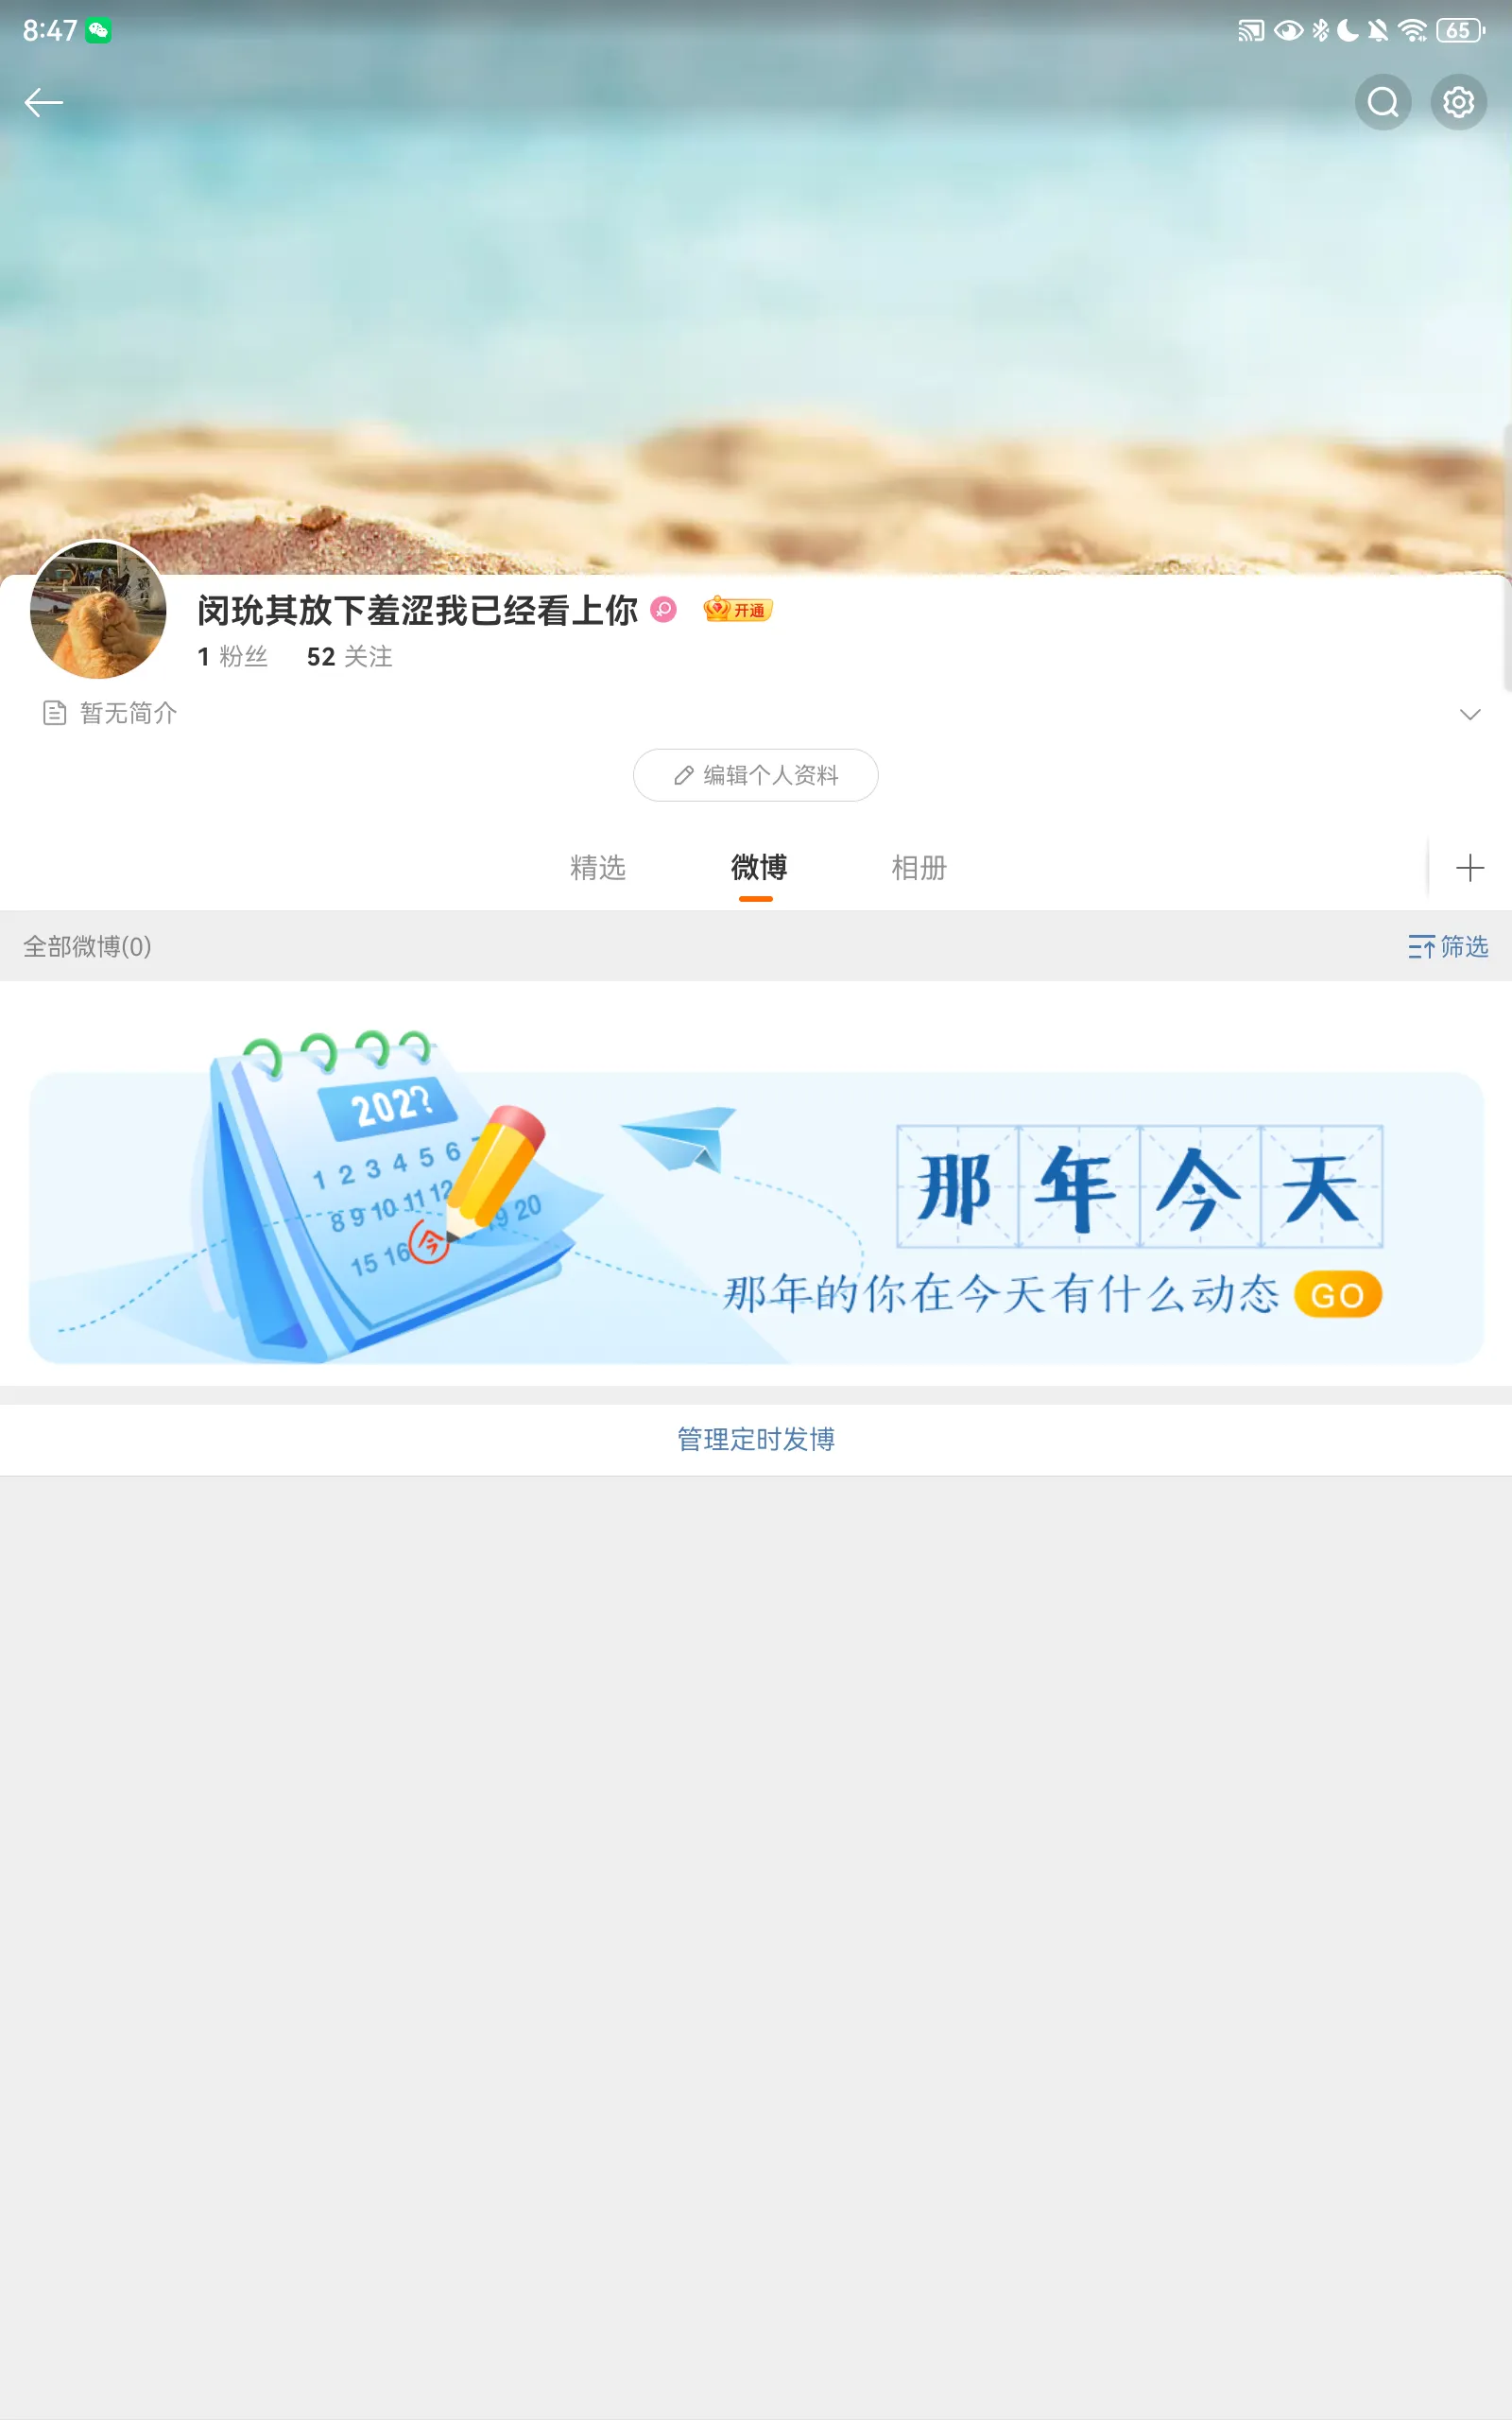 8:47
65
闵玧其放下羞涩我已经看上你 开通
1 粉丝 52 关注
暂无简介
编辑个人资料
精选 微博 相册
全部微博(0) 筛选
202?
1 2 3 4 5 6
8 9 10 11 12
19 20
15 16 今
那年今天
那年的你在今天有什么动态 GO
管理定时发博